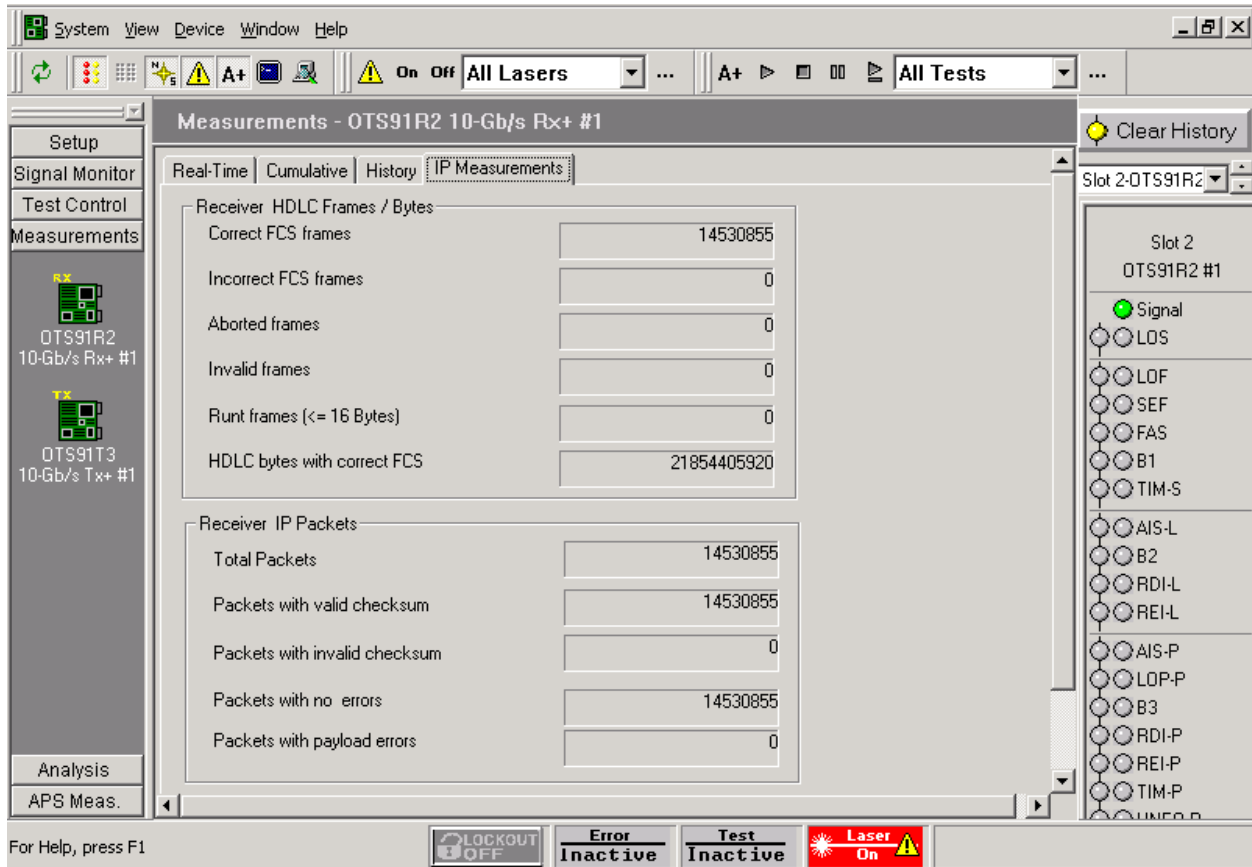 System View Device Window Help
A+ On Off All Lasers ... A+ All Tests ...
Setup
Signal Monitor
Test Control
Measurements
RX
OTS91R2
10-Gb/s Rx+ #1
TX
OTS91T3
10-Gb/s Tx+ #1
Analysis
APS Meas.
Measurements - OTS91R2 10-Gb/s Rx+ #1
Real-Time Cumulative History IP Measurements
Receiver HDLC Frames / Bytes
Correct FCS frames 14530855
Incorrect FCS frames 0
Aborted frames 0
Invalid frames 0
Runt frames (<= 16 Bytes) 0
HDLC bytes with correct FCS 21854405920
Receiver IP Packets
Total Packets 14530855
Packets with valid checksum 14530855
Packets with invalid checksum 0
Packets with no errors 14530855
Packets with payload errors 0
Clear History
Slot 2-OTS91R2
Slot 2
OTS91R2 #1
Signal
LOS
LOF
SEF
FAS
B1
TIM-S
AIS-L
B2
RDI-L
REI-L
AIS-P
LOP-P
B3
RDI-P
REI-P
TIM-P
For Help, press F1
LOCKOUT OFF
Error Inactive
Test Inactive
Laser On